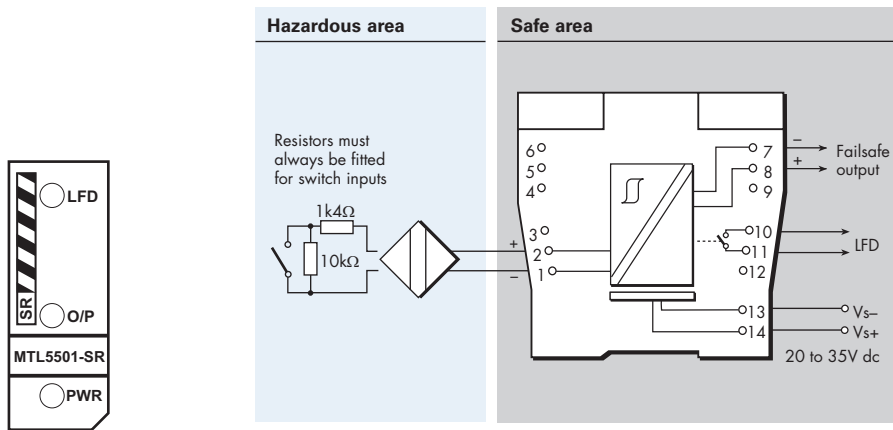 Hazardous area
Safe area
Resistors must
always be fitted
for switch inputs
1k4Ω
10kΩ
+
−
6
5
4
3
2
1
7
8
9
10
11
12
13
14
−
+
Failsafe
output
LFD
Vs−
Vs+
20 to 35V dc
LFD
SR
O/P
MTL5501-SR
PWR